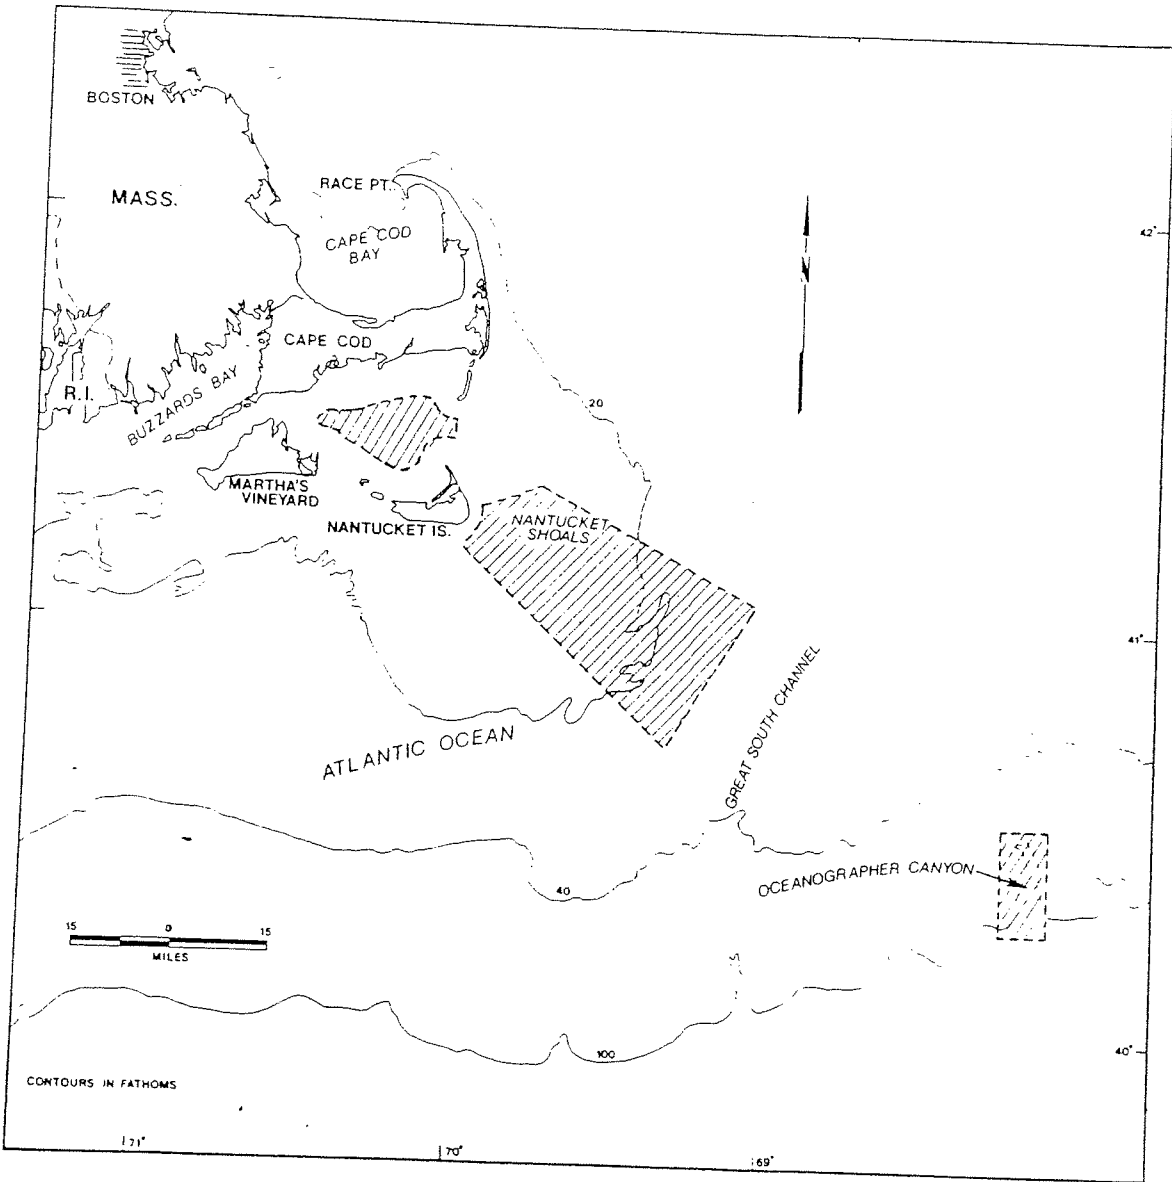 BOSTON
MASS.
RACE PT.
CAPE COD
BAY
42°
CAPE COD
R.I.
BUZZARDS BAY
20
MARTHA'S
VINEYARD
NANTUCKET IS.
NANTUCKET
SHOALS
N
41°
GREAT SOUTH CHANNEL
ATLANTIC OCEAN
OCEANOGRAPHER CANYON
40
15 0 15
MILES
100
40°
CONTOURS IN FATHOMS
71° 70° 69°